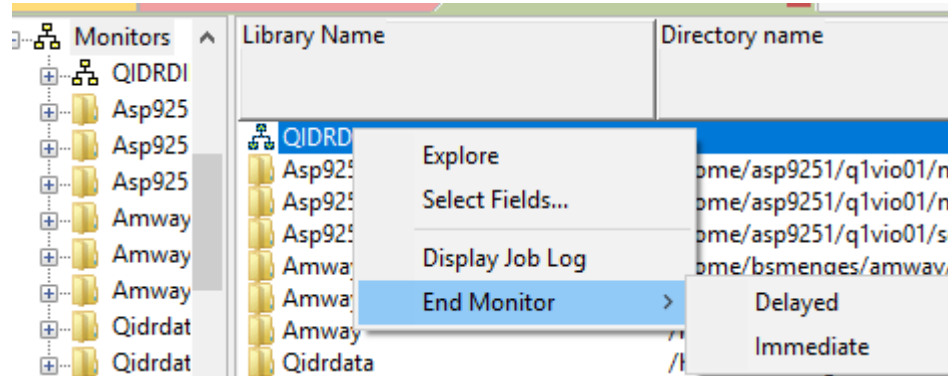 Monitors
QIDRDI
Asp925
Asp925
Asp925
Amway
Amway
Amway
Qidrdat
Qidrdat
Library Name
Directory name
QIDRD
Asp925
ome/asp9251/q1vio01/n
Asp925
ome/asp9251/q1vio01/n
Asp925
ome/asp9251/q1vio01/s
Amway
ome/bsmenges/amway/
Amway
Amway
Qidrdata
Explore
Select Fields...
Display Job Log
End Monitor >
Delayed
Immediate